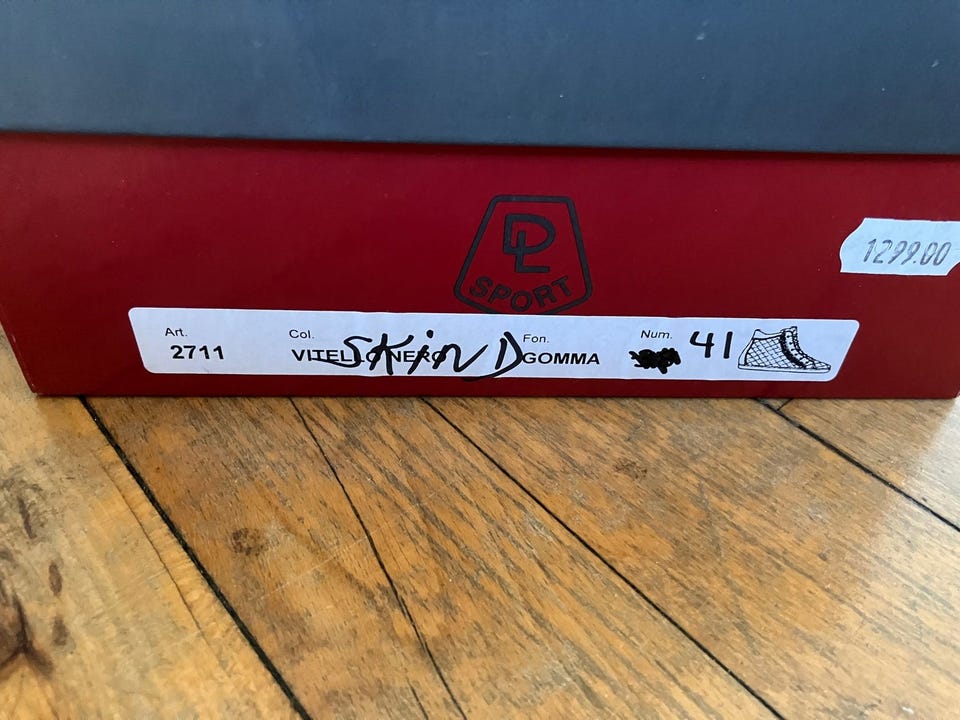 DL
SPORT
1299.00
Art. Col. Fon. Num.
2711 VITELLO NERO SKIN D GOMMA 41